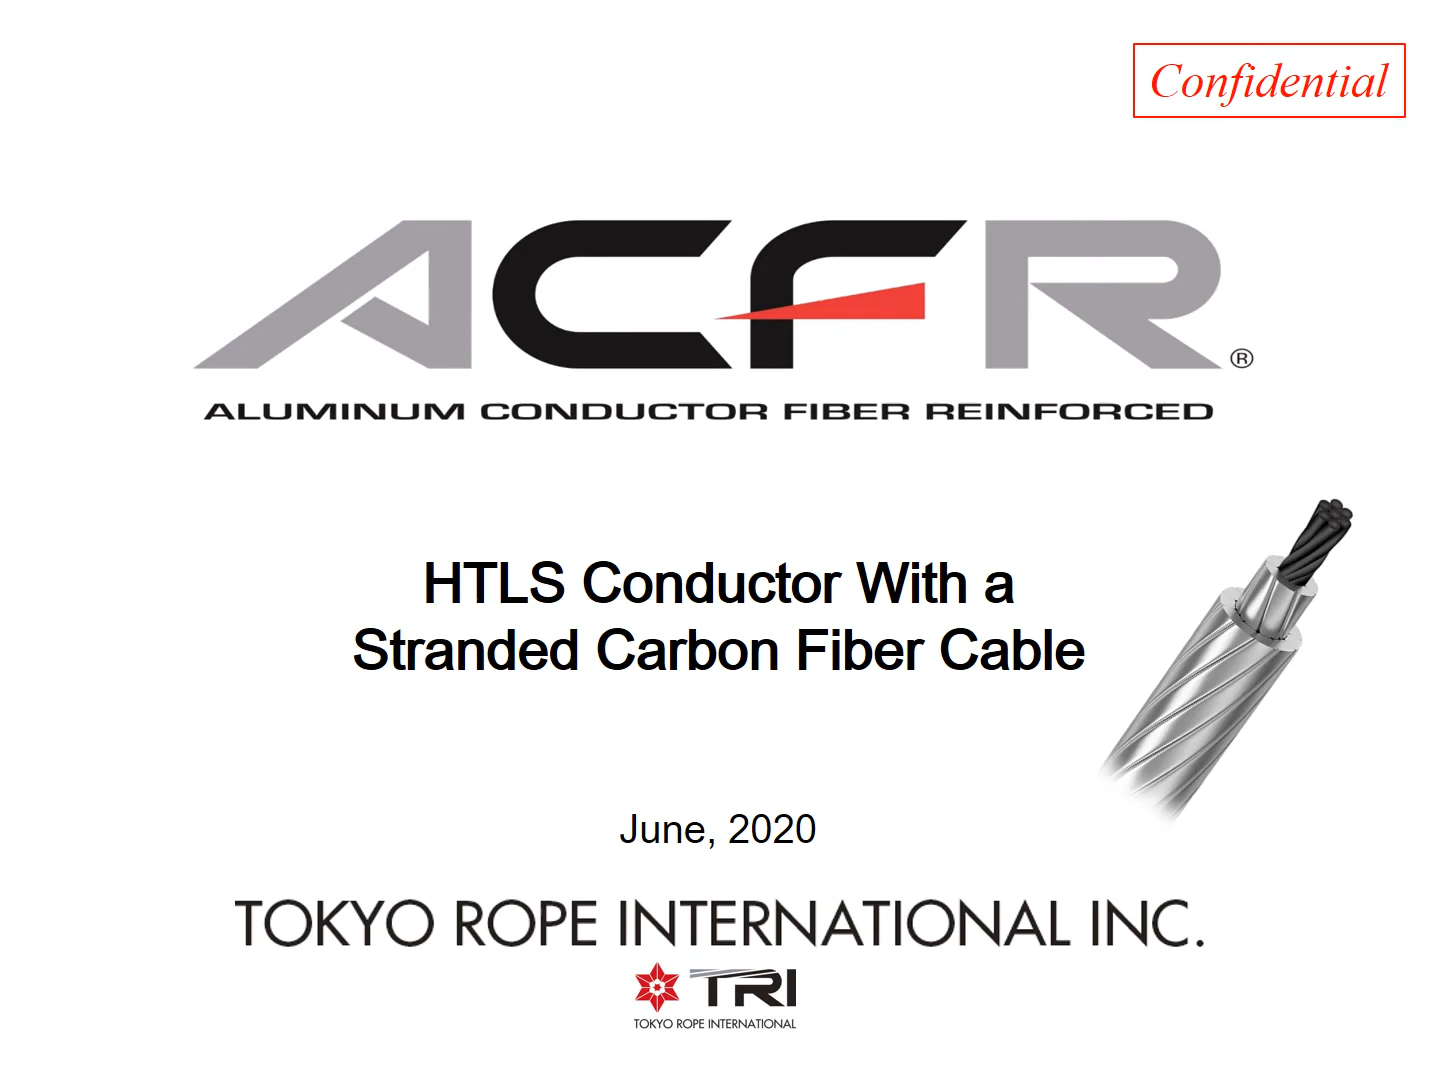 Confidential
ACFR®
ALUMINUM CONDUCTOR FIBER REINFORCED
HTLS Conductor With a
Stranded Carbon Fiber Cable
June, 2020
TOKYO ROPE INTERNATIONAL INC.
TRI
TOKYO ROPE INTERNATIONAL